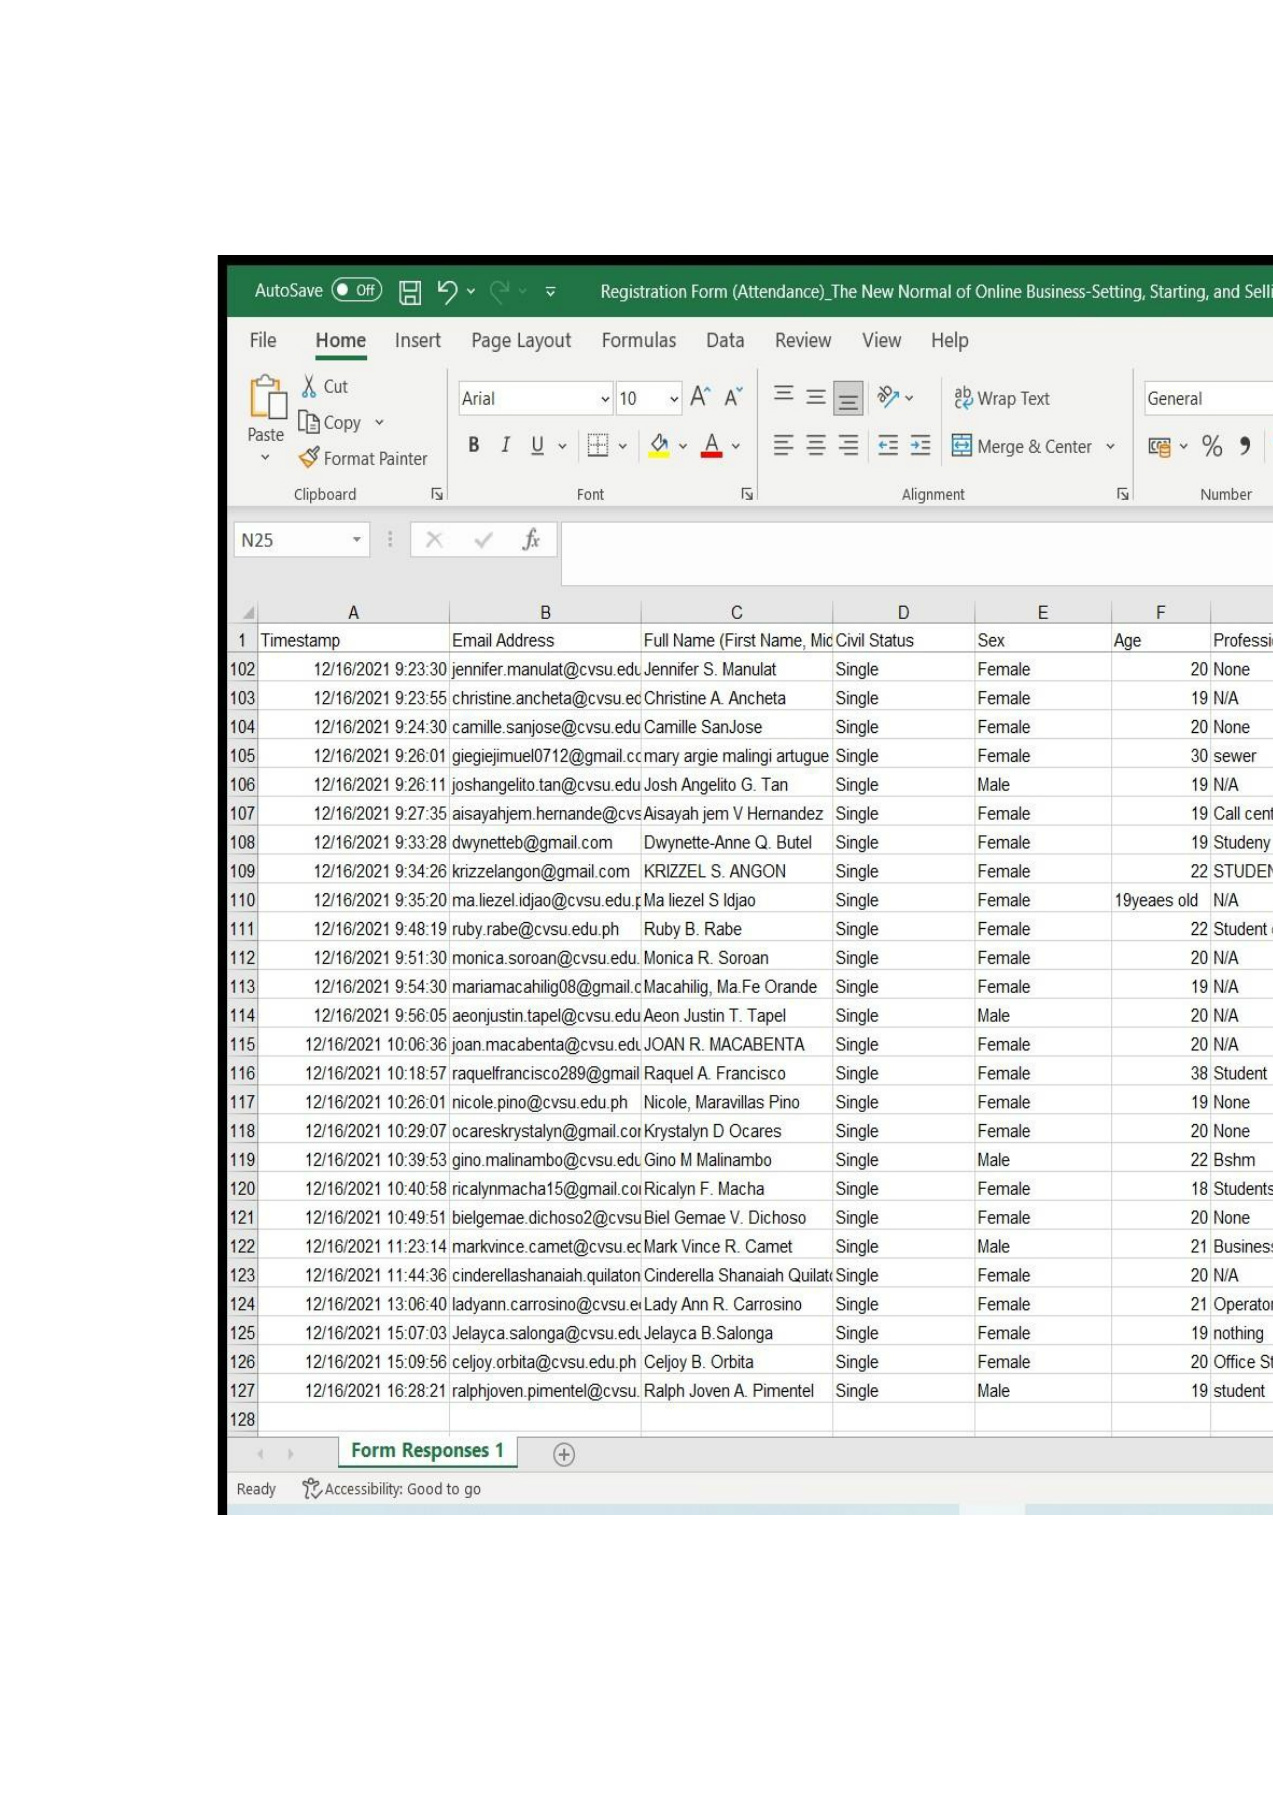 AutoSave Off Registration Form (Attendance)_The New Normal of Online Business-Setting, Starting, and Selli
File Home Insert Page Layout Formulas Data Review View Help
Paste Cut Copy Format Painter
Arial 10 A^ A˅ ab Wrap Text General
B I U A Merge & Center % 9
Clipboard Font Alignment Number
N25 fx
A B C D E F
1 Timestamp Email Address Full Name (First Name, Mid Civil Status Sex Age Professi
102 12/16/2021 9:23:30 jennifer.manulat@cvsu.edu Jennifer S. Manulat Single Female 20 None
103 12/16/2021 9:23:55 christine.ancheta@cvsu.ed Christine A. Ancheta Single Female 19 N/A
104 12/16/2021 9:24:30 camille.sanjose@cvsu.edu Camille SanJose Single Female 20 None
105 12/16/2021 9:26:01 giegiejimuel0712@gmail.cc mary argie malingi artugue Single Female 30 sewer
106 12/16/2021 9:26:11 joshangelito.tan@cvsu.edu Josh Angelito G. Tan Single Male 19 N/A
107 12/16/2021 9:27:35 aisayahjem.hernande@cvs Aisayah jem V Hernandez Single Female 19 Call cent
108 12/16/2021 9:33:28 dwynetteb@gmail.com Dwynette-Anne Q. Butel Single Female 19 Studeny
109 12/16/2021 9:34:26 krizzelangon@gmail.com KRIZZEL S. ANGON Single Female 22 STUDEN
110 12/16/2021 9:35:20 ma.liezel.idjao@cvsu.edu.p Ma liezel S Idjao Single Female 19yeaes old N/A
111 12/16/2021 9:48:19 ruby.rabe@cvsu.edu.ph Ruby B. Rabe Single Female 22 Student
112 12/16/2021 9:51:30 monica.soroan@cvsu.edu. Monica R. Soroan Single Female 20 N/A
113 12/16/2021 9:54:30 mariamacahilig08@gmail.c Macahilig, Ma.Fe Orande Single Female 19 N/A
114 12/16/2021 9:56:05 aeonjustin.tapel@cvsu.edu Aeon Justin T. Tapel Single Male 20 N/A
115 12/16/2021 10:06:36 joan.macabenta@cvsu.edu JOAN R. MACABENTA Single Female 20 N/A
116 12/16/2021 10:18:57 raquelfrancisco289@gmail Raquel A. Francisco Single Female 38 Student
117 12/16/2021 10:26:01 nicole.pino@cvsu.edu.ph Nicole, Maravillas Pino Single Female 19 None
118 12/16/2021 10:29:07 ocareskrystalyn@gmail.cor Krystalyn D Ocares Single Female 20 None
119 12/16/2021 10:39:53 gino.malinambo@cvsu.edu Gino M Malinambo Single Male 22 Bshm
120 12/16/2021 10:40:58 ricalynmacha15@gmail.coi Ricalyn F. Macha Single Female 18 Students
121 12/16/2021 10:49:51 bielgemae.dichoso2@cvsu Biel Gemae V. Dichoso Single Female 20 None
122 12/16/2021 11:23:14 markvince.camet@cvsu.ec Mark Vince R. Camet Single Male 21 Business
123 12/16/2021 11:44:36 cinderellashanaiah.quilaton Cinderella Shanaiah Quilato Single Female 20 N/A
124 12/16/2021 13:06:40 ladyann.carrosino@cvsu.e Lady Ann R. Carrosino Single Female 21 Operator
125 12/16/2021 15:07:03 Jelayca.salonga@cvsu.edu Jelayca B.Salonga Single Female 19 nothing
126 12/16/2021 15:09:56 celjoy.orbita@cvsu.edu.ph Celjoy B. Orbita Single Female 20 Office St
127 12/16/2021 16:28:21 ralphjoven.pimentel@cvsu. Ralph Joven A. Pimentel Single Male 19 student
128
Form Responses 1
Ready Accessibility: Good to go